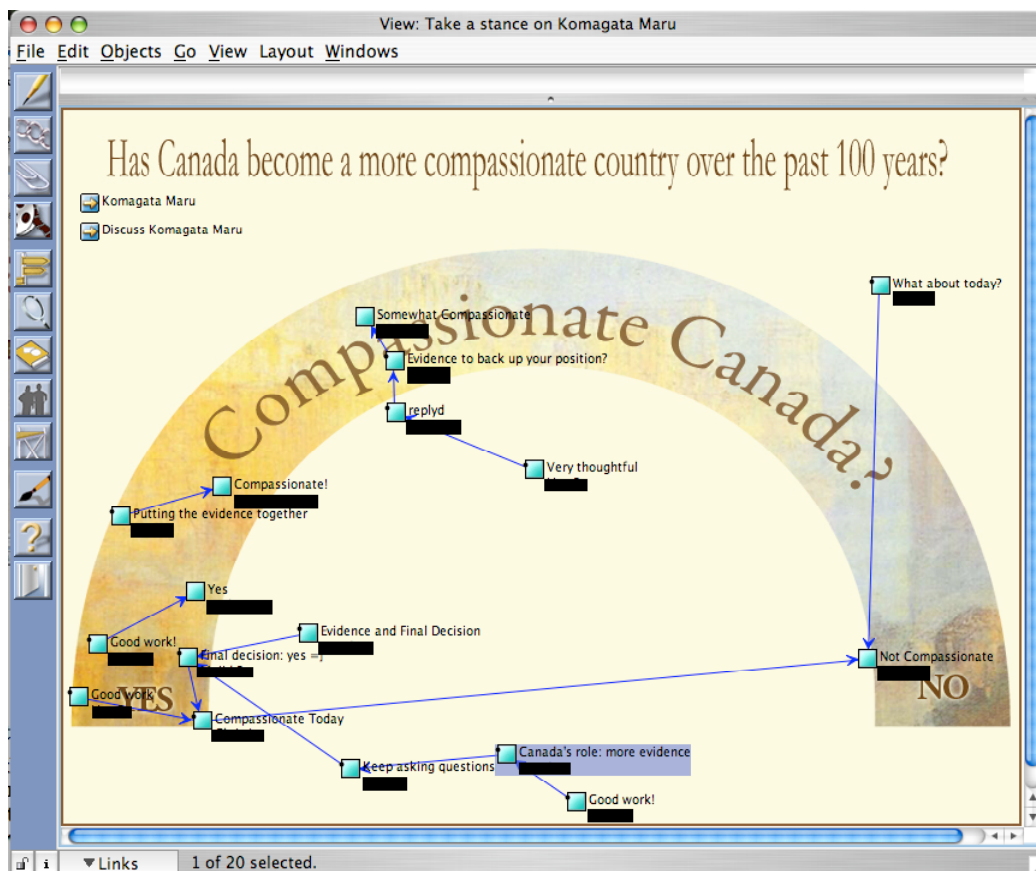 View: Take a stance on Komagata Maru
File Edit Objects Go View Layout Windows
Has Canada become a more compassionate country over the past 100 years?
Komagata Maru
Discuss Komagata Maru
Compassionate Canada?
What about today?
Somewhat Compassionate
Evidence to back up your position?
replyd
Very thoughtful
Compassionate!
Putting the evidence together
Yes
Evidence and Final Decision
Good work!
Final decision: yes =]
Not Compassionate
Good work
YES
NO
Compassionate Today
Canada's role: more evidence
Keep asking questions
Good work!
Links
1 of 20 selected.